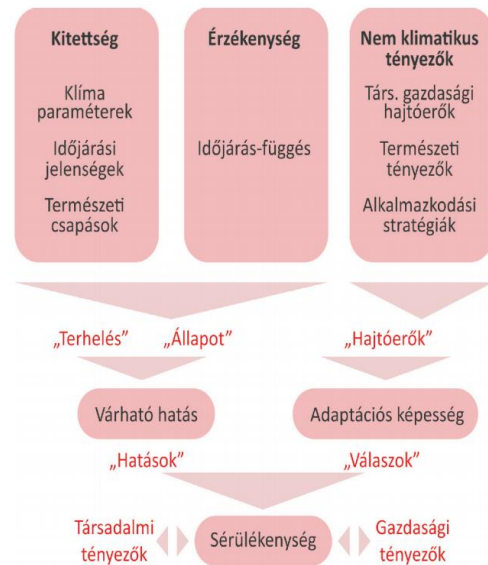 Kitettség
Klíma
paraméterek
Időjárási
jelenségek
Természeti
csapások
Érzékenység
Időjárás-függés
Nem klimatikus
tényezők
Társ. gazdasági
hajtóerők
Természeti
tényezők
Alkalmazkodási
stratégiák
„Terhelés” „Állapot”
„Hajtóerők”
Várható hatás
Adaptációs képesség
„Hatások”
„Válaszok”
Társadalmi
tényezők
Sérülékenység
Gazdasági
tényezők